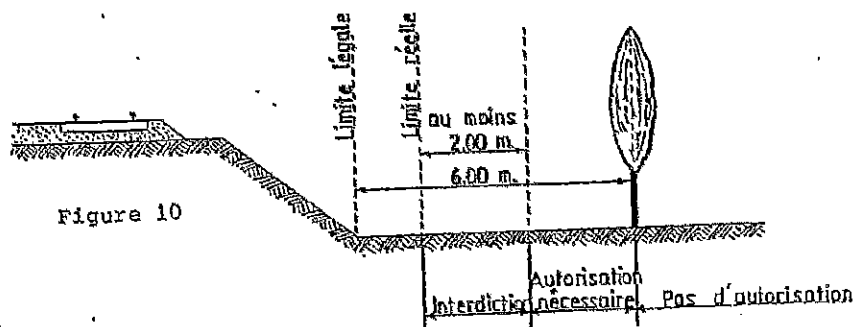 Limite légale
Limite réelle
au moins
2.00 m.
6.00 m.
Figure 10
Interdiction
Autorisation
nécessaire
Pas d'autorisation